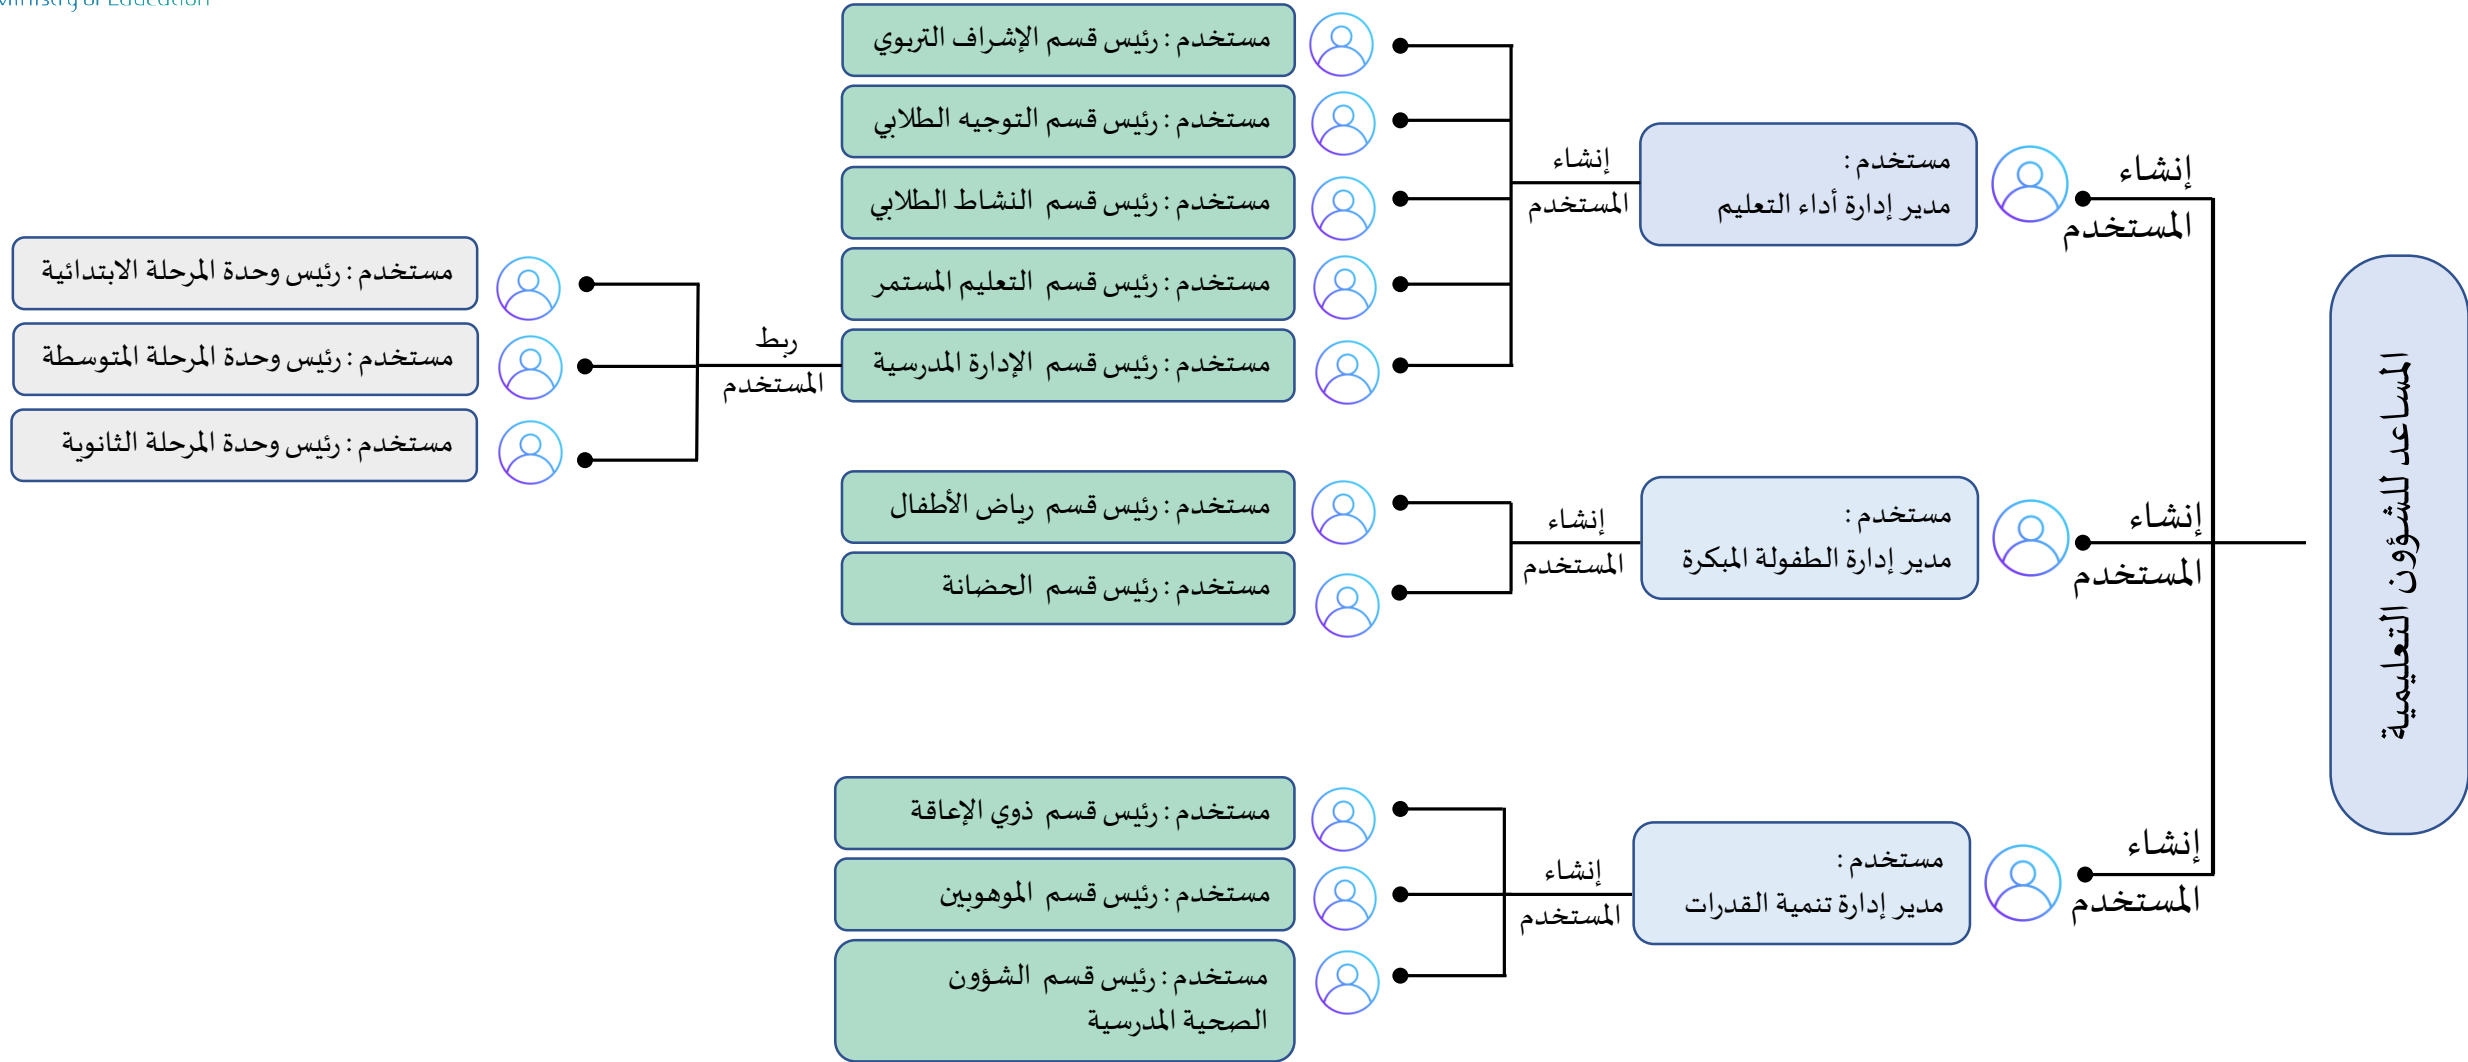 Ministry of Education
المساعد للشؤون التعليمية
إنشاء
المستخدم
مستخدم :
مدير إدارة أداء التعليم
إنشاء
المستخدم
مستخدم : رئيس قسم الإشراف التربوي
مستخدم : رئيس قسم التوجيه الطلابي
مستخدم : رئيس قسم النشاط الطلابي
مستخدم : رئيس قسم التعليم المستمر
مستخدم : رئيس قسم الإدارة المدرسية
ربط
المستخدم
مستخدم : رئيس وحدة المرحلة الابتدائية
مستخدم : رئيس وحدة المرحلة المتوسطة
مستخدم : رئيس وحدة المرحلة الثانوية
إنشاء
المستخدم
مستخدم :
مدير إدارة الطفولة المبكرة
إنشاء
المستخدم
مستخدم : رئيس قسم رياض الأطفال
مستخدم : رئيس قسم الحضانة
إنشاء
المستخدم
مستخدم :
مدير إدارة تنمية القدرات
إنشاء
المستخدم
مستخدم : رئيس قسم ذوي الإعاقة
مستخدم : رئيس قسم الموهوبين
مستخدم : رئيس قسم الشؤون
الصحية المدرسية